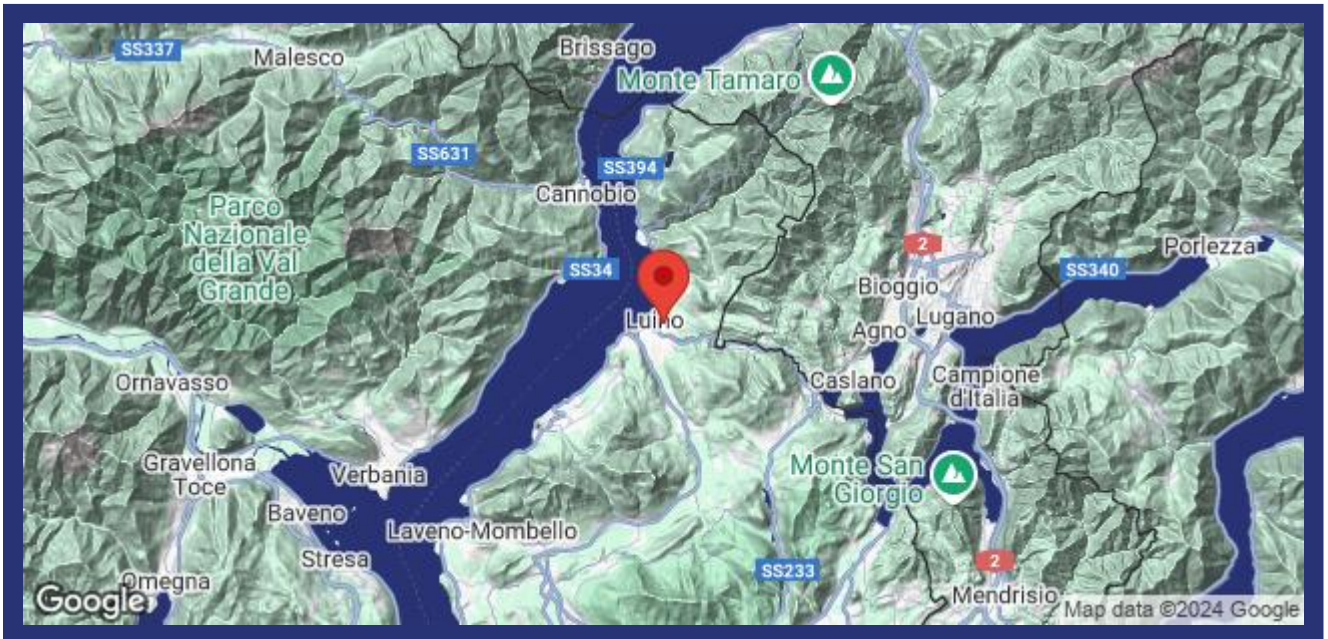 SS337
Malesco
Brissago
Monte Tamaro
SS631
SS394
Cannobio
Parco
Nazionale
della Val
Grande
2
Porlezza
SS34
SS340
Bioggio
Luino
Agno
Lugano
Ornavasso
Caslano
Campione
d'Italia
Gravellona
Toce
Verbania
Monte San
Giorgio
Baveno
Laveno-Mombello
Stresa
2
SS233
Omegna
Mendrisio
Google
Map data ©2024 Google